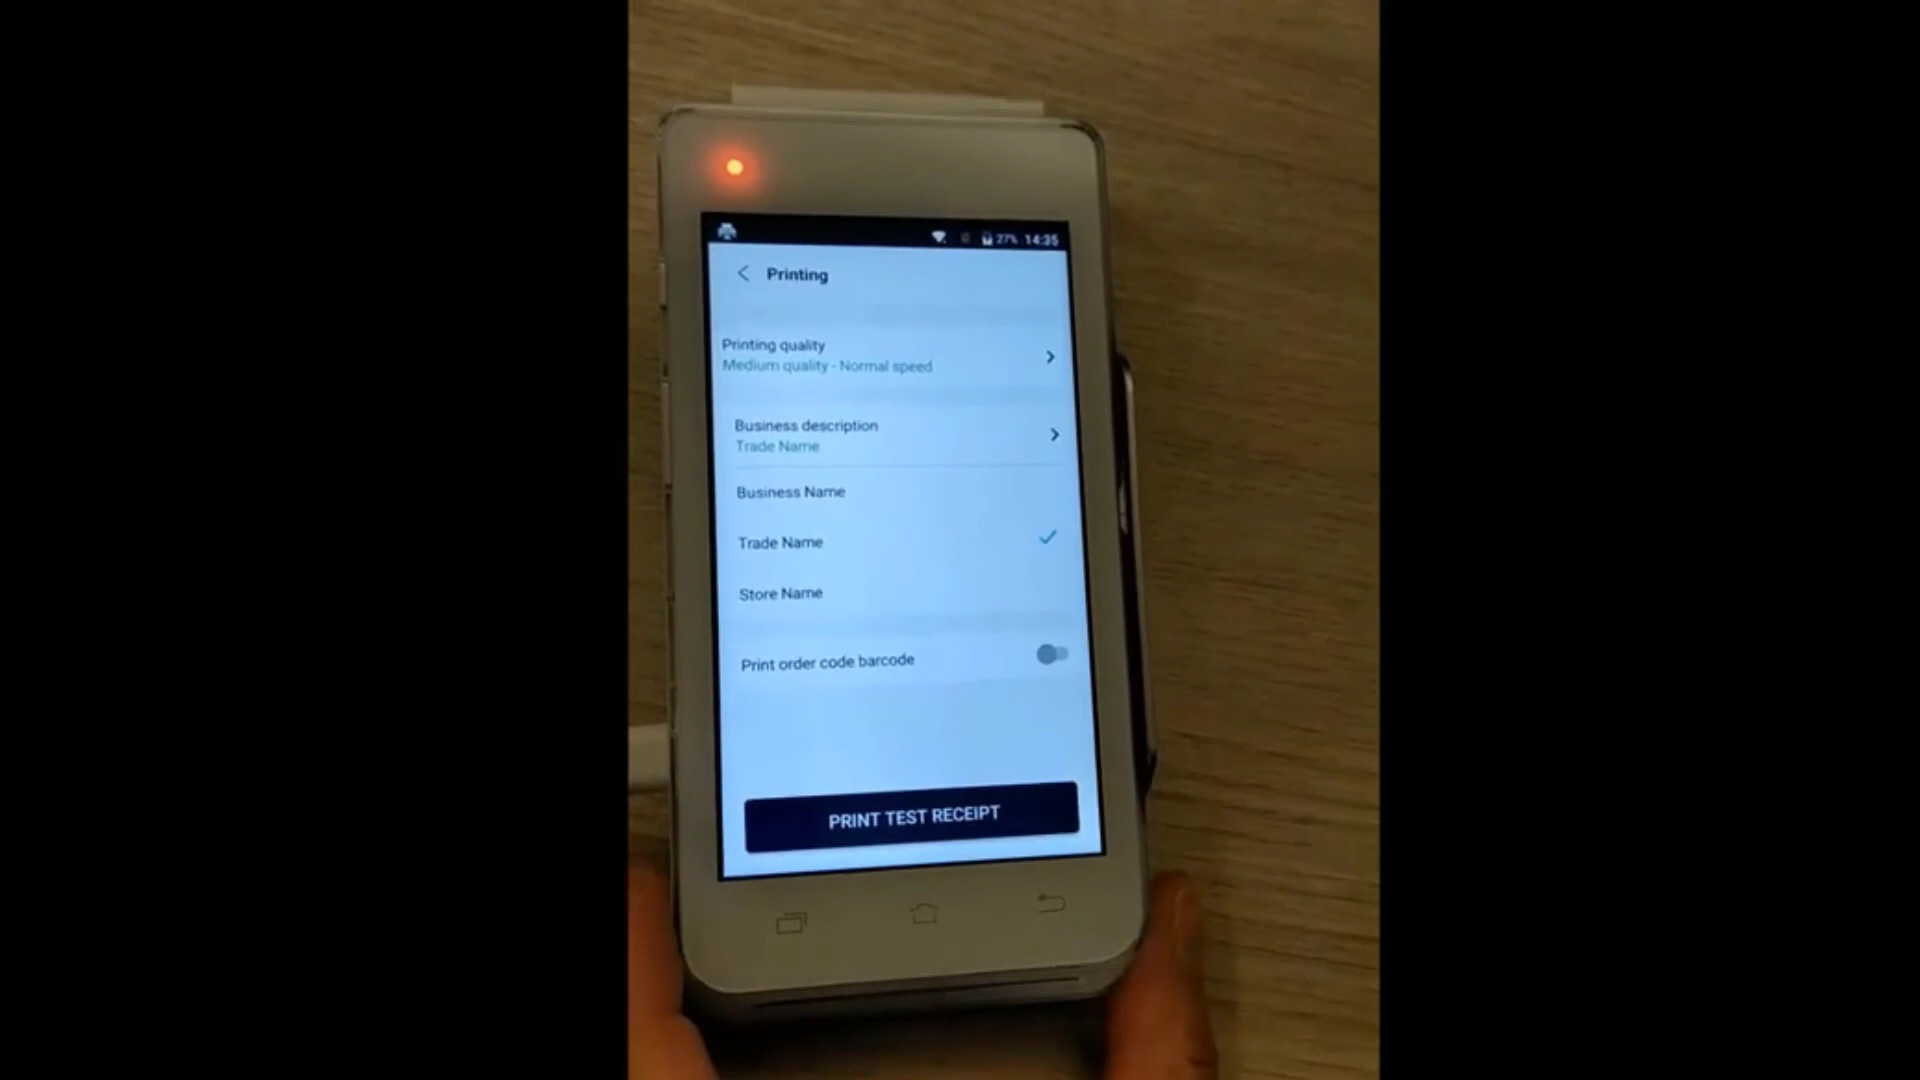 27% 14:35
Printing
Printing quality
Medium quality - Normal speed
Business description
Trade Name
Business Name
Trade Name
Store Name
Print order code barcode
PRINT TEST RECEIPT